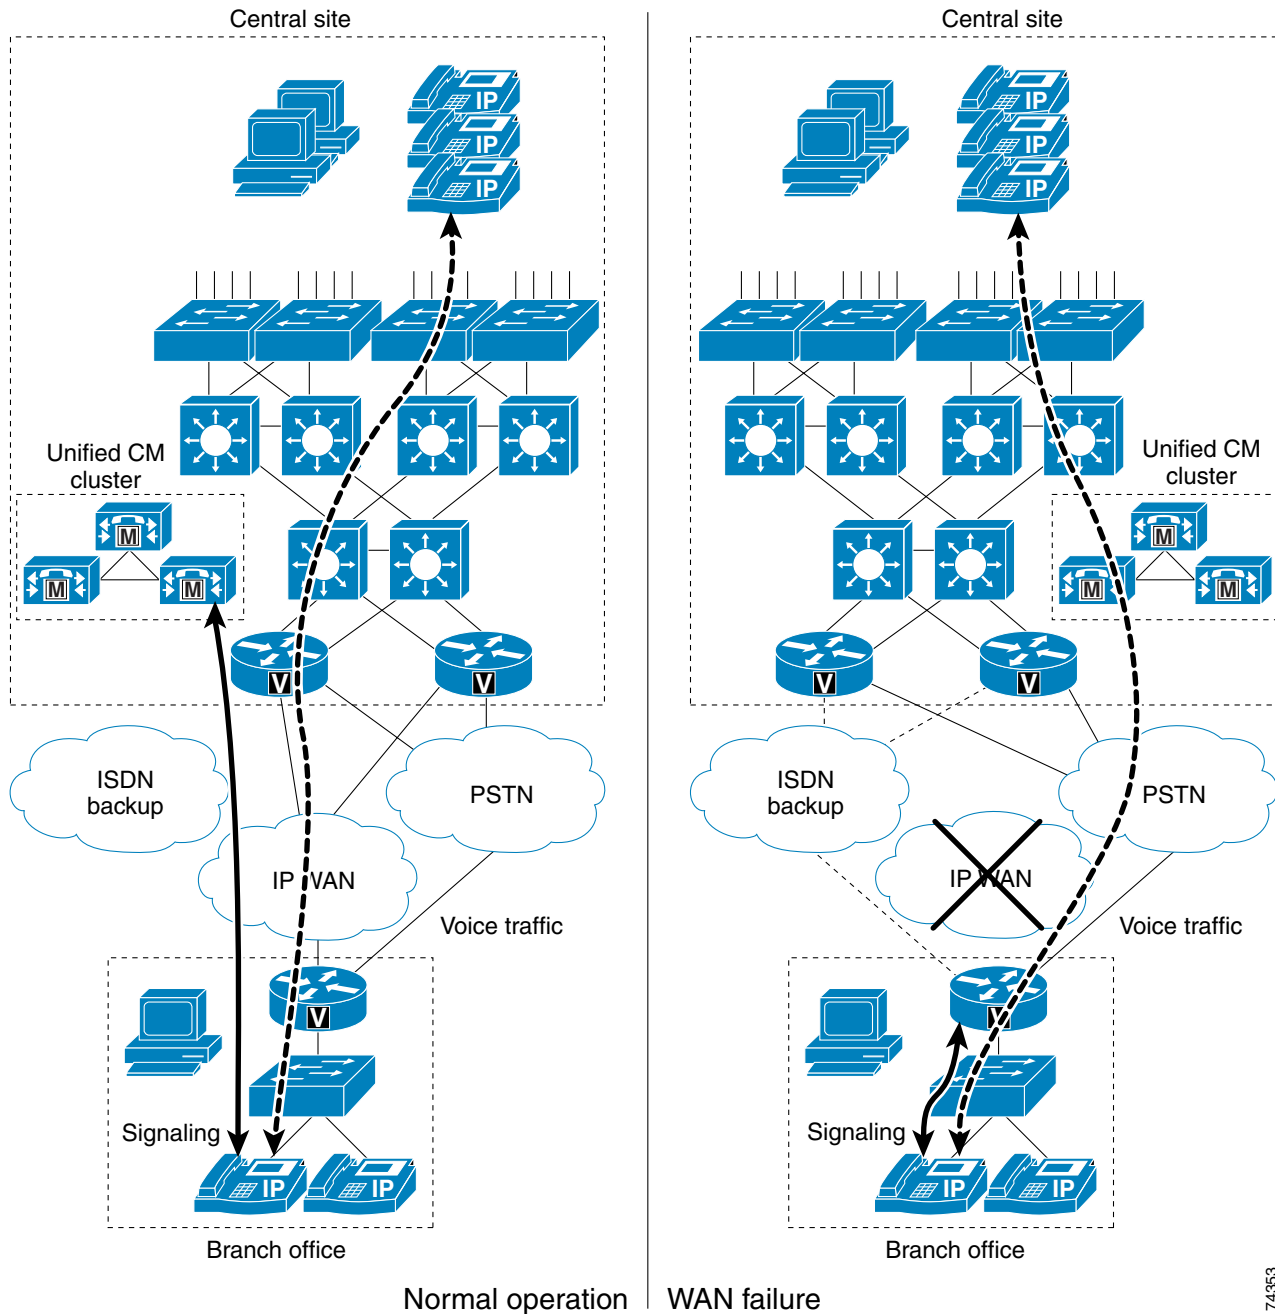 Central site
IP
IP
IP
Unified CM
cluster
M
M
M
V
V
ISDN
backup
PSTN
IP WAN
Voice traffic
V
Signaling
IP
IP
Branch office
Normal operation
Central site
IP
IP
IP
Unified CM
cluster
M
M
M
V
V
ISDN
backup
PSTN
IP WAN
Voice traffic
V
Signaling
IP
IP
Branch office
WAN failure
74353